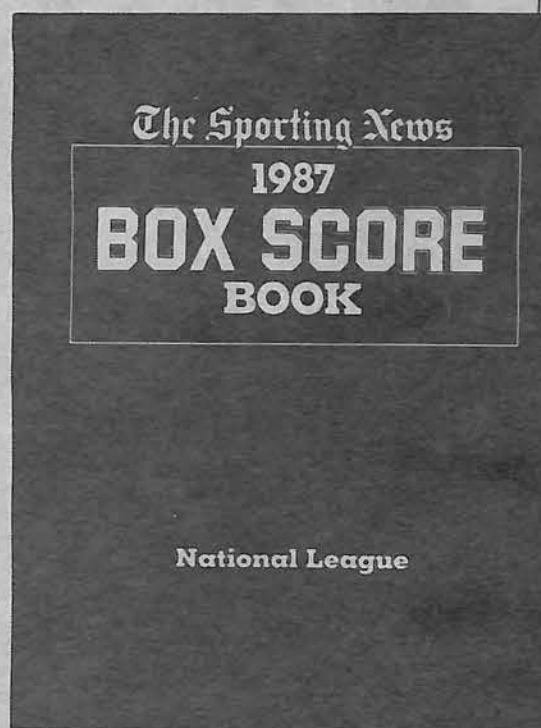 The Sporting News
1987
BOX SCORE
BOOK
National League